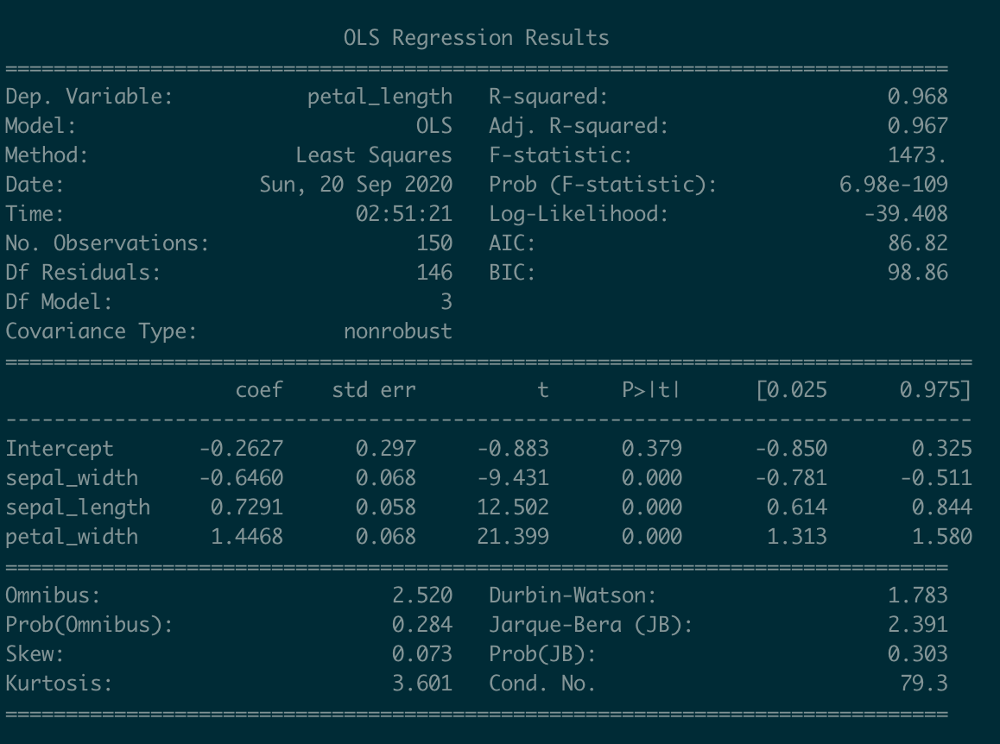 OLS Regression Results
==============================================================================
Dep. Variable: petal_length R-squared: 0.968
Model: OLS Adj. R-squared: 0.967
Method: Least Squares F-statistic: 1473.
Date: Sun, 20 Sep 2020 Prob (F-statistic): 6.98e-109
Time: 02:51:21 Log-Likelihood: -39.408
No. Observations: 150 AIC: 86.82
Df Residuals: 146 BIC: 98.86
Df Model: 3
Covariance Type: nonrobust
================================================================================
coef std err t P>|t| [0.025 0.975]
--------------------------------------------------------------------------------
Intercept -0.2627 0.297 -0.883 0.379 -0.850 0.325
sepal_width -0.6460 0.068 -9.431 0.000 -0.781 -0.511
sepal_length 0.7291 0.058 12.502 0.000 0.614 0.844
petal_width 1.4468 0.068 21.399 0.000 1.313 1.580
==============================================================================
Omnibus: 2.520 Durbin-Watson: 1.783
Prob(Omnibus): 0.284 Jarque-Bera (JB): 2.391
Skew: 0.073 Prob(JB): 0.303
Kurtosis: 3.601 Cond. No. 79.3
==============================================================================